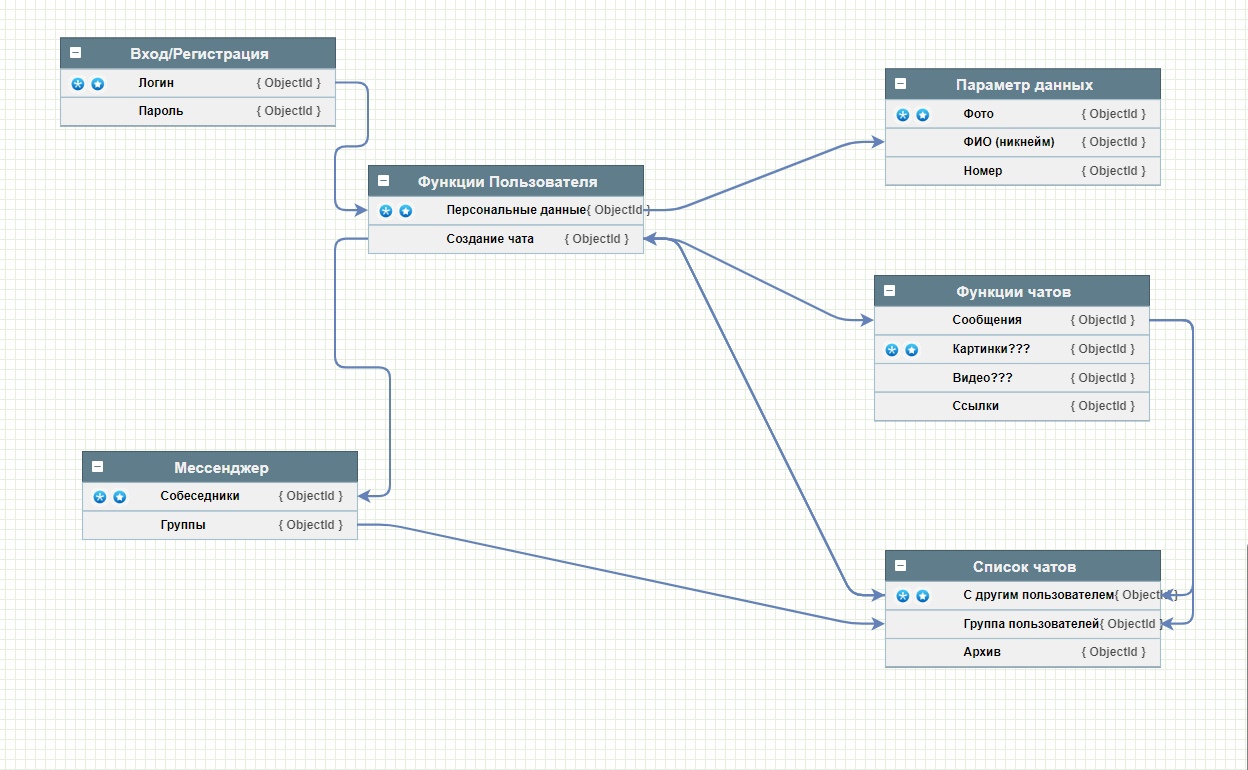 Вход/Регистрация
Логин { ObjectId }
Пароль { ObjectId }
Параметр данных
Фото { ObjectId }
ФИО (никнейм) { ObjectId }
Номер { ObjectId }
Функции Пользователя
Персональные данные{ ObjectId }
Создание чата { ObjectId }
Функции чатов
Сообщения { ObjectId }
Картинки??? { ObjectId }
Видео??? { ObjectId }
Ссылки { ObjectId }
Мессенджер
Собеседники { ObjectId }
Группы { ObjectId }
Список чатов
С другим пользователем{ ObjectId }
Группа пользователей{ ObjectId }
Архив { ObjectId }